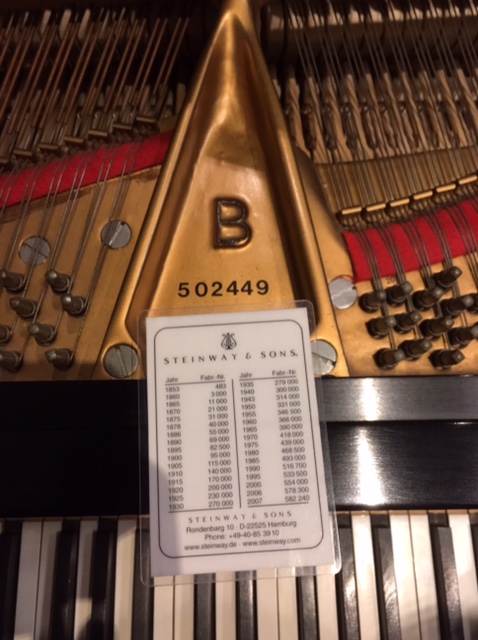 B
502449
STEINWAY & SONS
Jahr Fabr.-Nr. Jahr Fabr.-Nr.
1853 483 1935 279 000
1860 3 000 1940 300 000
1865 11 000 1943 314 000
1870 21 000 1950 331 000
1875 31 000 1955 346 500
1878 40 000 1960 366 000
1886 55 000 1965 390 000
1890 69 000 1970 418 000
1895 82 500 1975 439 000
1900 95 000 1980 468 500
1905 115 000 1985 493 000
1910 140 000 1990 516 700
1915 170 000 1995 533 500
1920 200 000 2000 554 000
1925 230 000 2006 578 300
1930 270 000 2007 582 240
STEINWAY & SONS
Rondenbarg 10 · D-22525 Hamburg
Phone: +49-40-85 39 10
www.steinway.de · www.steinway.com